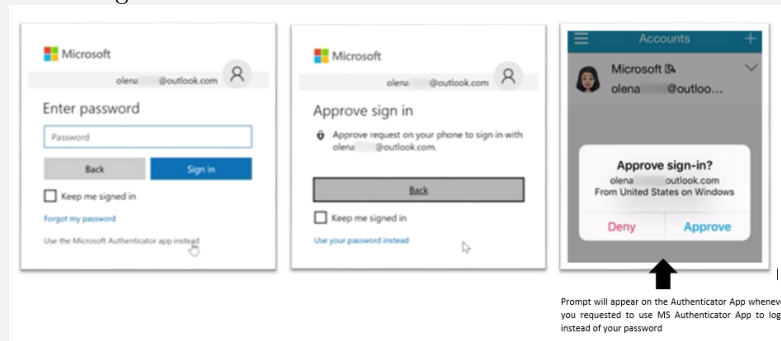 Microsoft
olena @outlook.com
Enter password
Password
Back Sign in
Keep me signed in
Forgot my password
Use the Microsoft Authenticator app instead
Microsoft
olena @outlook.com
Approve sign in
Approve request on your phone to sign in with
olena @outlook.com.
Back
Keep me signed in
Use your password instead
Accounts
Microsoft
olena @outloo...
Approve sign-in?
olena outlook.com
From United States on Windows
Deny Approve
Prompt will appear on the Authenticator App wheneve
you requested to use MS Authenticator App to log
instead of your password